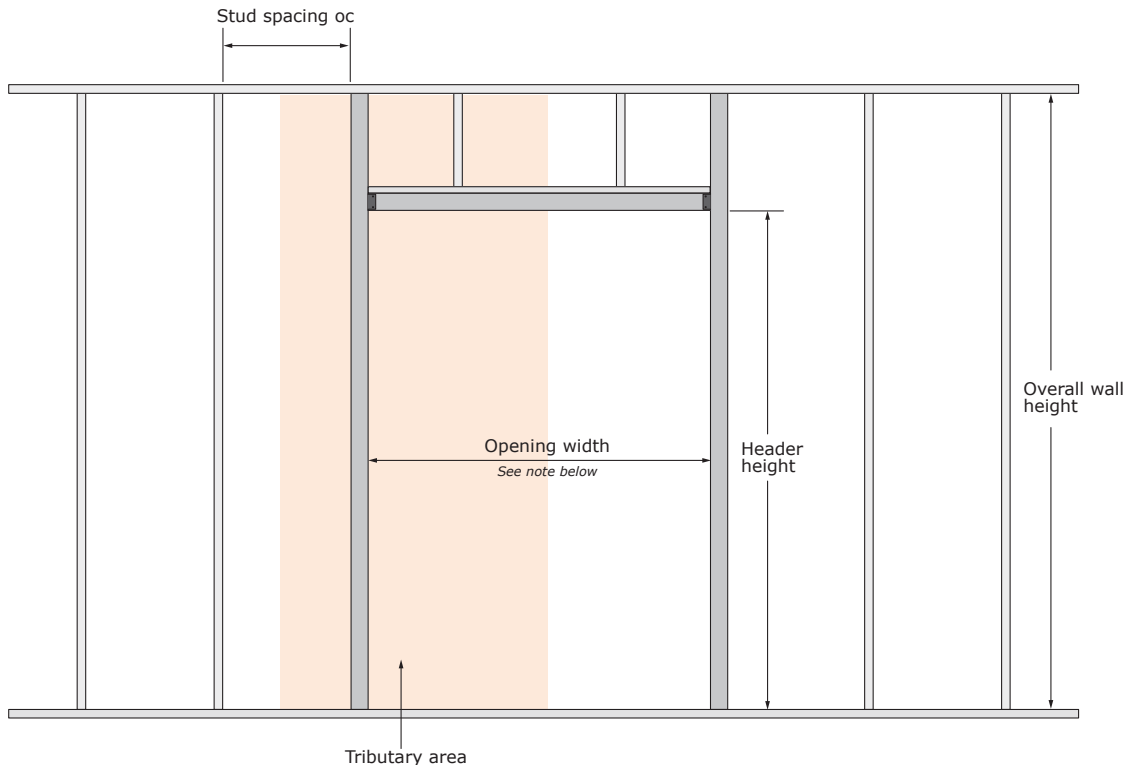 Stud spacing oc
Opening width
See note below
Header
height
Overall wall
height
Tributary area